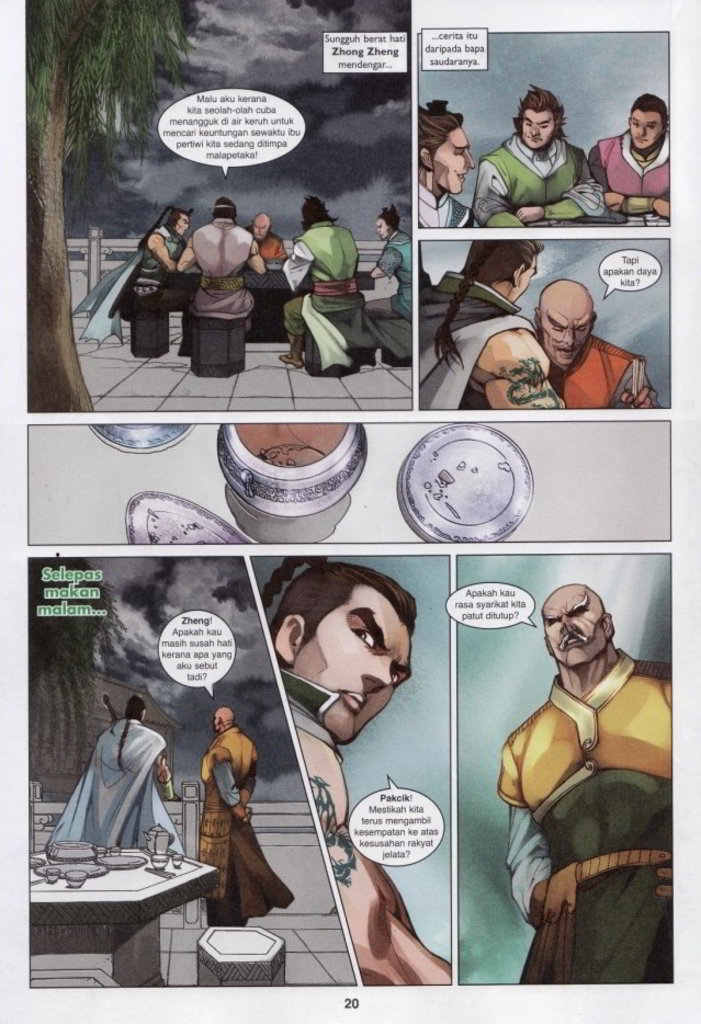 Sungguh berat hati
Zhong Zheng
mendengar...
...cerita itu
daripada bapa
saudaranya.
Malu aku kerana
kita seolah-olah cuba
menangguk di air keruh untuk
mencari keuntungan sewaktu ibu
pertiwi kita sedang ditimpa
malapetaka!
Tapi
apakan daya
kita?
Selepas
makan
malam...
Zheng!
Apakah kau
masih susah hati
kerana apa yang
aku sebut
tadi?
Pakcik!
Mestikah kita
terus mengambil
kesempatan ke atas
kesusahan rakyat
jelata?
Apakah kau
rasa syarikat kita
patut ditutup?
20